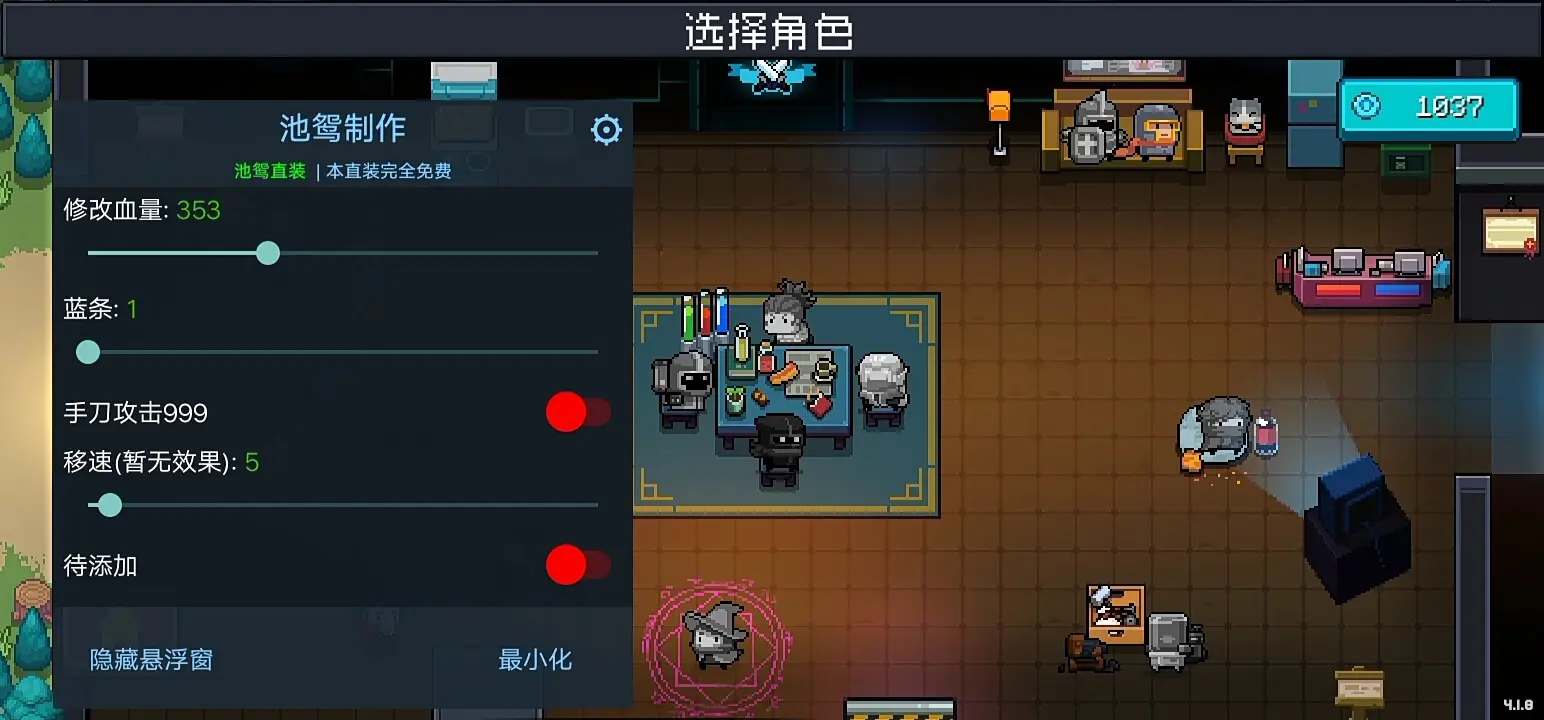 选择角色
1037
池鸳制作
池鸳直装 | 本直装完全免费
修改血量: 353
蓝条: 1
手刀攻击999
移速(暂无效果): 5
待添加
隐藏悬浮窗
最小化
4.1.8